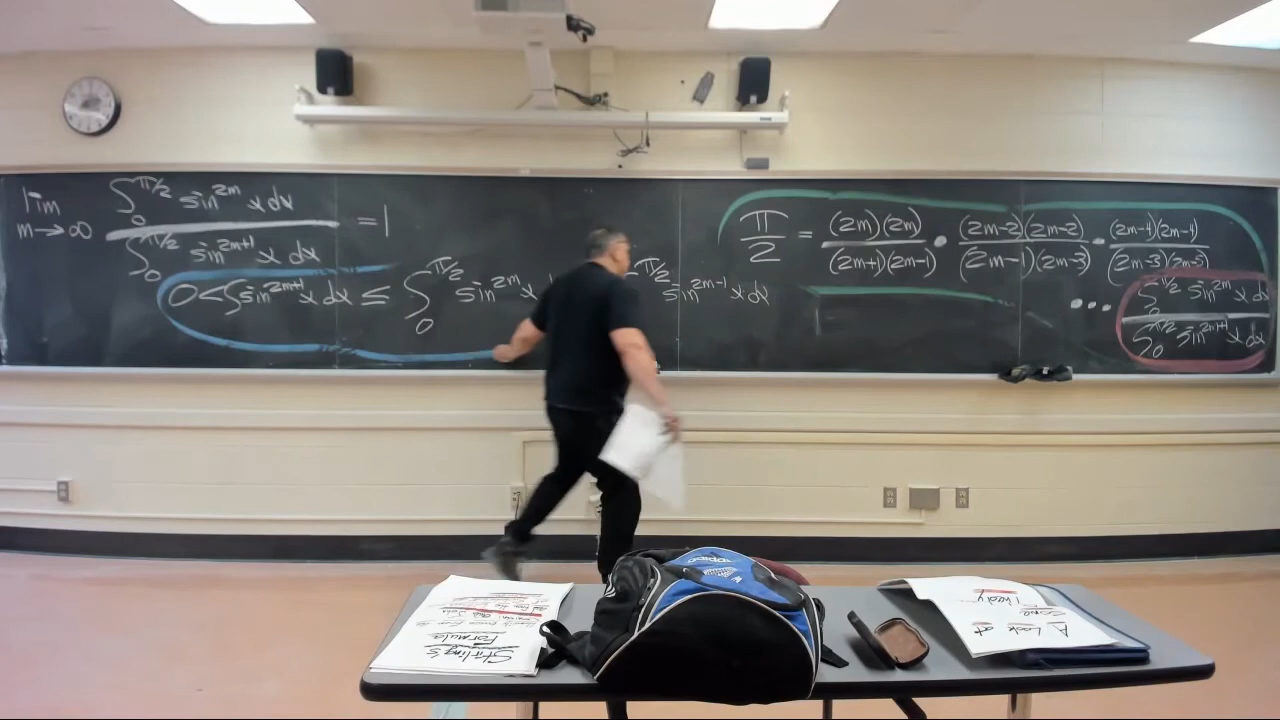 lim m→∞ ∫₀^π/2 sin^2m x dx / ∫₀^π/2 sin^2m+1 x dx = 1
0 < ∫ sin^2m+1 x dx ≤ ∫₀^π/2 sin^2m x π/2 sin^2m-1 x dx
π/2 = (2m)(2m)/(2m+1)(2m-1) • (2m-2)(2m-2)/(2m-1)(2m-3) • (2m-4)(2m-4)/(2m-3)(2m-5)
••• ∫₀^π/2 sin^2m x dx / ∫₀^π/2 sin^2m+1 x dx
Stirling's
Formula
adidas
A Look at
Some